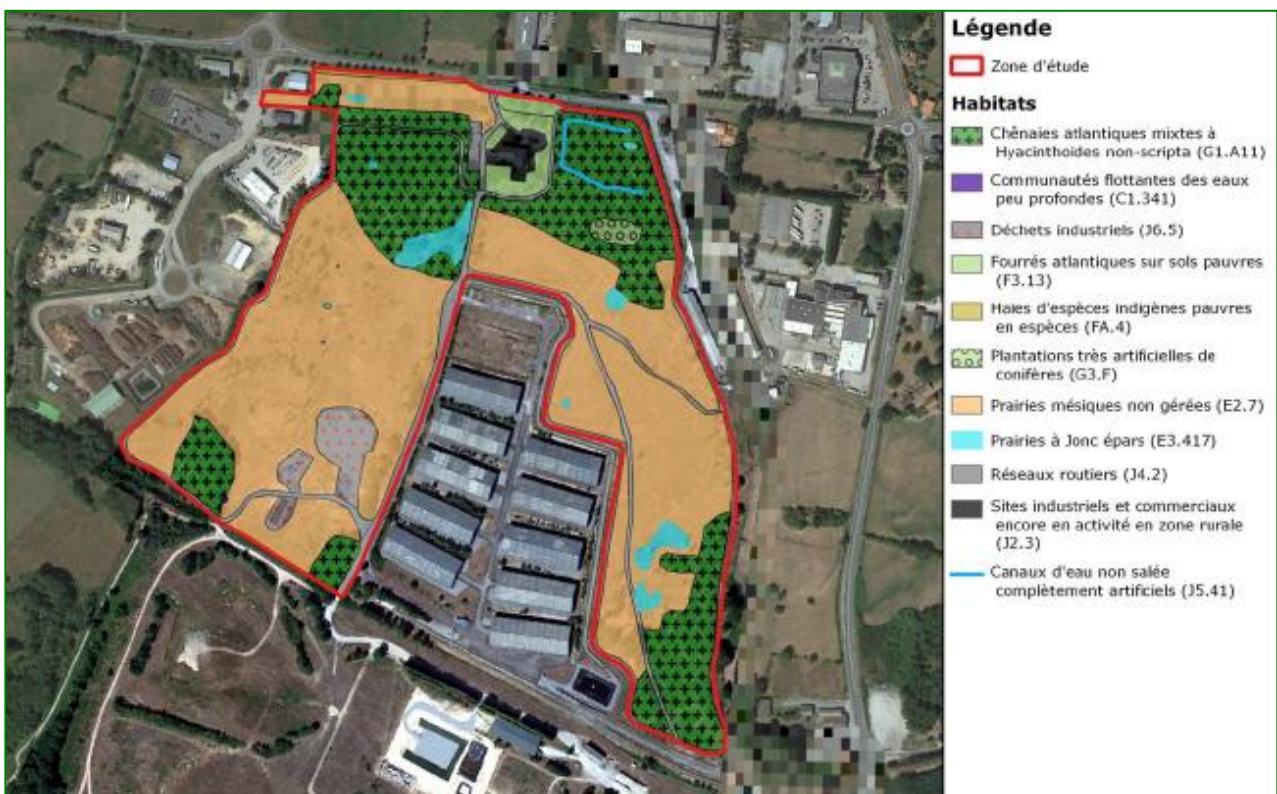 Légende
Zone d'étude
Habitats
Chênaies atlantiques mixtes à
Hyacinthoides non-scripta (G1.A11)
Communautés flottantes des eaux
peu profondes (C1.341)
Déchets industriels (J6.5)
Fourrés atlantiques sur sols pauvres
(F3.13)
Haies d'espèces indigènes pauvres
en espèces (FA.4)
Plantations très artificielles de
conifères (G3.F)
Prairies mésiques non gérées (E2.7)
Prairies à Jonc épars (E3.417)
Réseaux routiers (J4.2)
Sites industriels et commerciaux
encore en activité en zone rurale
(J2.3)
Canaux d'eau non salée
complètement artificiels (J5.41)